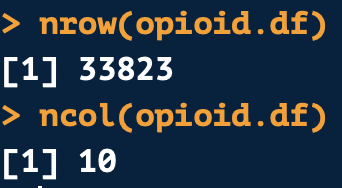 > nrow(opioid.df)
[1] 33823
> ncol(opioid.df)
[1] 10